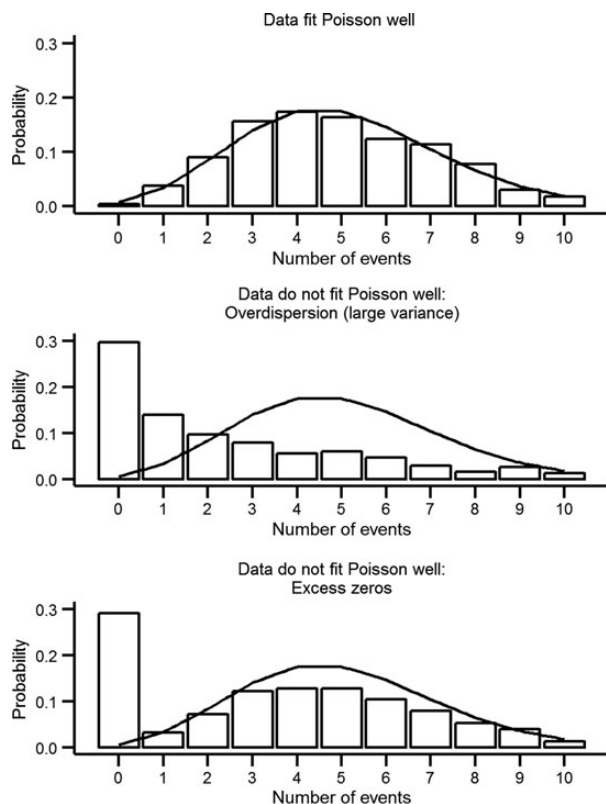 Data fit Poisson well
Probability
0.3
0.2
0.1
0.0
0 1 2 3 4 5 6 7 8 9 10
Number of events
Data do not fit Poisson well:
Overdispersion (large variance)
Probability
0.3
0.2
0.1
0.0
0 1 2 3 4 5 6 7 8 9 10
Number of events
Data do not fit Poisson well:
Excess zeros
Probability
0.3
0.2
0.1
0.0
0 1 2 3 4 5 6 7 8 9 10
Number of events